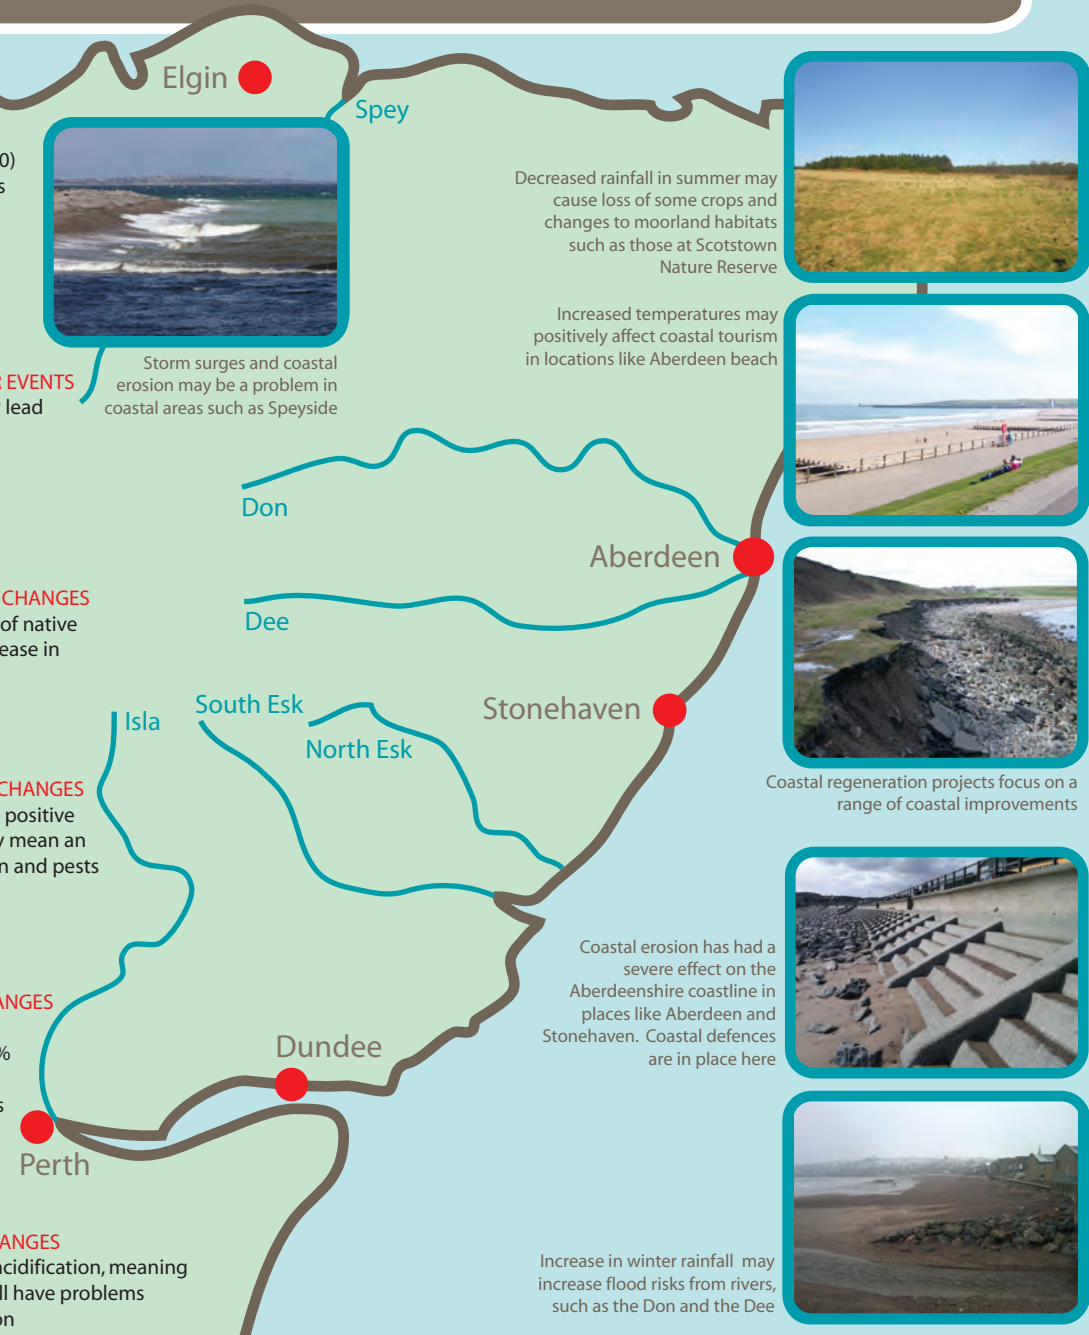 Elgin
Spey
0)
s
Decreased rainfall in summer may
cause loss of some crops and
changes to moorland habitats
such as those at Scotstown
Nature Reserve
Increased temperatures may
positively affect coastal tourism
in locations like Aberdeen beach
Storm surges and coastal
erosion may be a problem in
coastal areas such as Speyside
R EVENTS
lead
Don
Aberdeen
Dee
CHANGES
of native
ease in
South Esk
Isla
North Esk
Stonehaven
CHANGES
positive
y mean an
n and pests
Coastal regeneration projects focus on a
range of coastal improvements
Coastal erosion has had a
severe effect on the
Aberdeenshire coastline in
places like Aberdeen and
Stonehaven. Coastal defences
are in place here
ANGES
%
s
Dundee
Perth
ANGES
acidification, meaning
ll have problems
on
Increase in winter rainfall may
increase flood risks from rivers,
such as the Don and the Dee